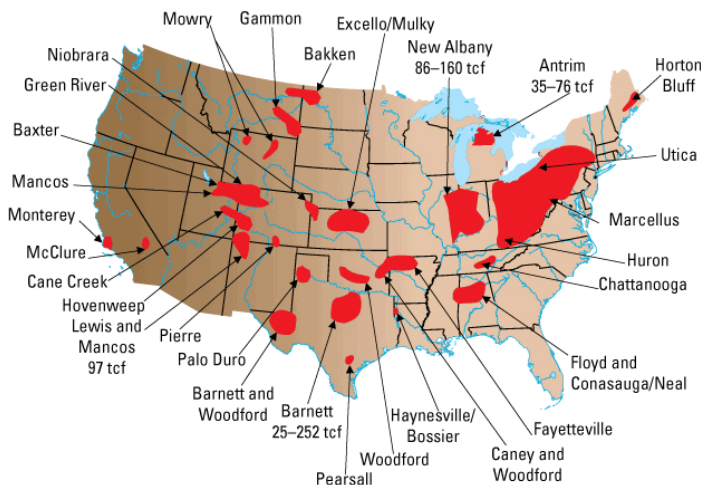 Mowry
Gammon
Excello/Mulky
Niobrara
Bakken
New Albany
86–160 tcf
Antrim
35–76 tcf
Horton
Bluff
Green River
Baxter
Utica
Mancos
Monterey
Marcellus
McClure
Huron
Cane Creek
Chattanooga
Hovenweep
Lewis and
Mancos
97 tcf
Pierre
Palo Duro
Floyd and
Conasauga/Neal
Barnett and
Woodford
Barnett
25–252 tcf
Haynesville/
Bossier
Fayetteville
Woodford
Caney and
Woodford
Pearsall